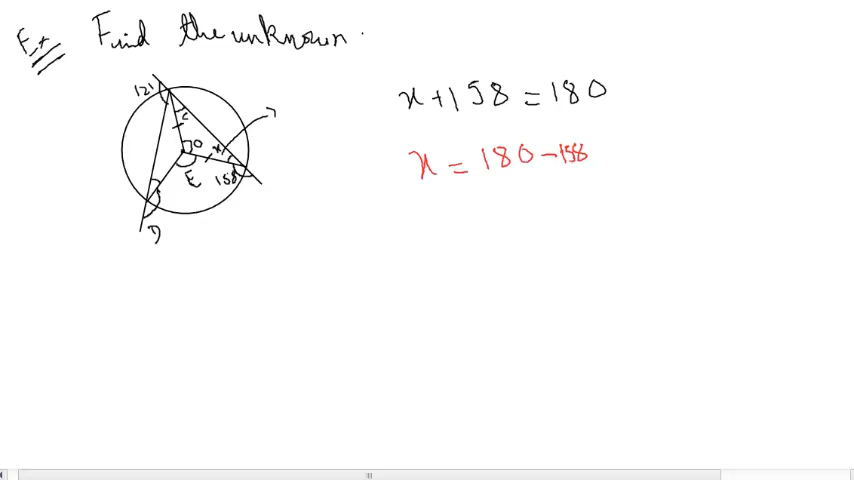 Ex Find the unknown.
x+158=180
x=180-158
121
C
O
x
E
158
D